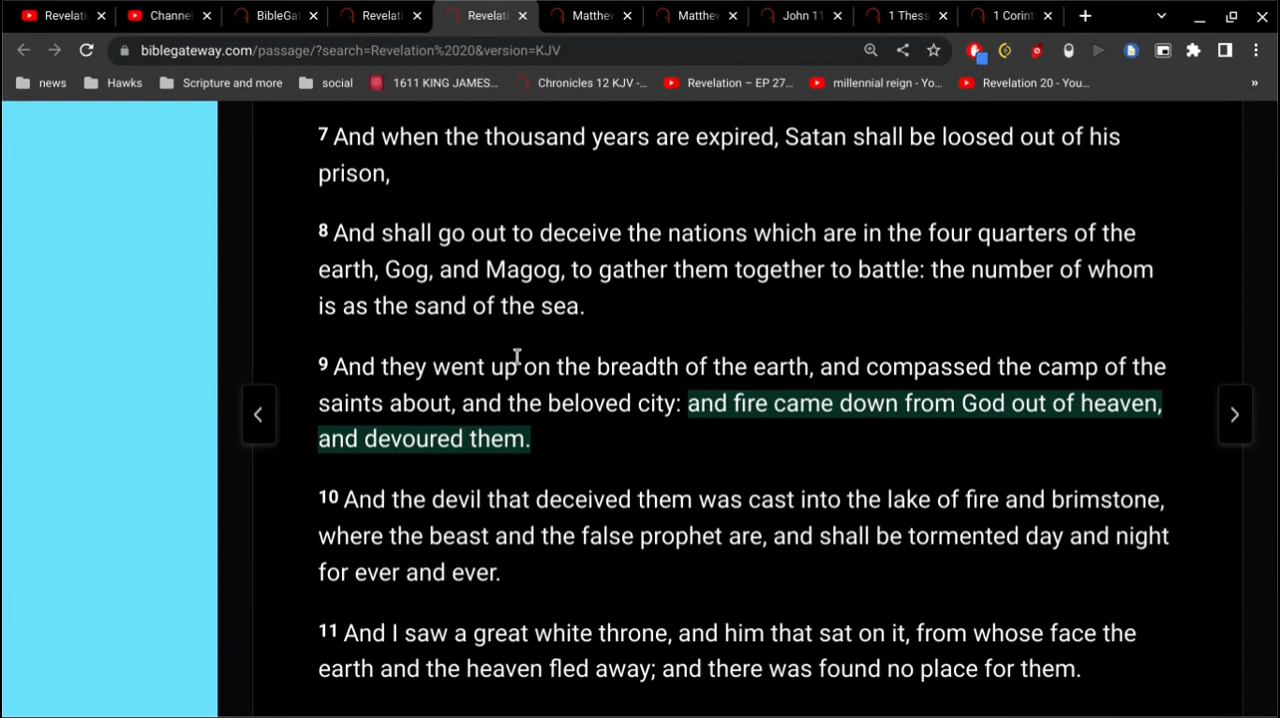 Revelati
Channe
BibleGa
Revelati
Revelati
Matthew
Matthew
John 11
1 Thess
1 Corint
biblegateway.com/passage/?search=Revelation%2020&version=KJV
news
Hawks
Scripture and more
social
1611 KING JAMES...
Chronicles 12 KJV -...
Revelation – EP 27...
millennial reign - Yo...
Revelation 20 - You...
»
7 And when the thousand years are expired, Satan shall be loosed out of his
prison,
8 And shall go out to deceive the nations which are in the four quarters of the
earth, Gog, and Magog, to gather them together to battle: the number of whom
is as the sand of the sea.
9 And they went up on the breadth of the earth, and compassed the camp of the
saints about, and the beloved city: and fire came down from God out of heaven,
and devoured them.
10 And the devil that deceived them was cast into the lake of fire and brimstone,
where the beast and the false prophet are, and shall be tormented day and night
for ever and ever.
11 And I saw a great white throne, and him that sat on it, from whose face the
earth and the heaven fled away; and there was found no place for them.